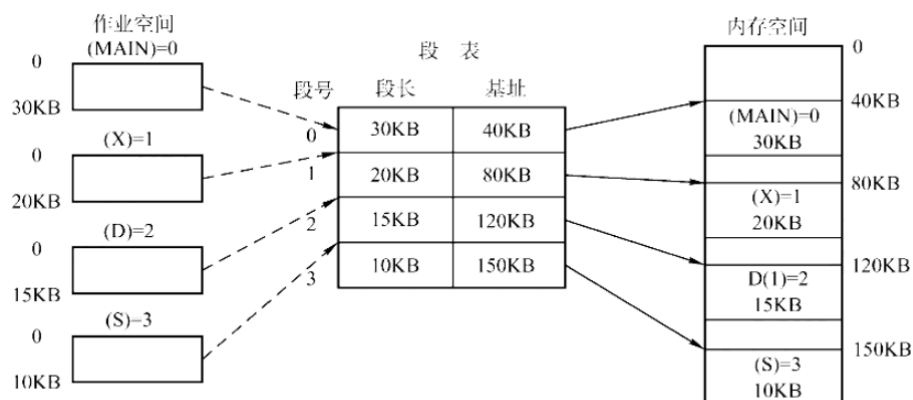 作业空间
(MAIN)=0
0
30KB
(X)=1
0
20KB
(D)=2
0
15KB
(S)=3
0
10KB
段 表
段号 段长 基址
0 30KB 40KB
1 20KB 80KB
2 15KB 120KB
3 10KB 150KB
内存空间
0
40KB
(MAIN)=0
30KB
80KB
(X)=1
20KB
120KB
D(1)=2
15KB
150KB
(S)=3
10KB